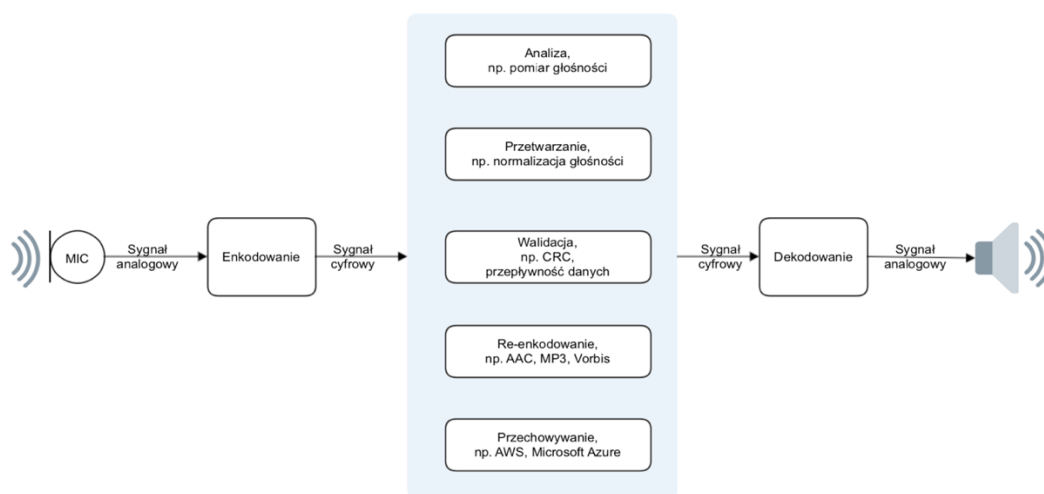 Analiza,
np. pomiar głośności
Przetwarzanie,
np. normalizacja głośności
MIC
Sygnał
analogowy
Enkodowanie
Sygnał
cyfrowy
Walidacja,
np. CRC,
przepływność danych
Sygnał
cyfrowy
Dekodowanie
Sygnał
analogowy
Re-enkodowanie,
np. AAC, MP3, Vorbis
Przechowywanie,
np. AWS, Microsoft Azure